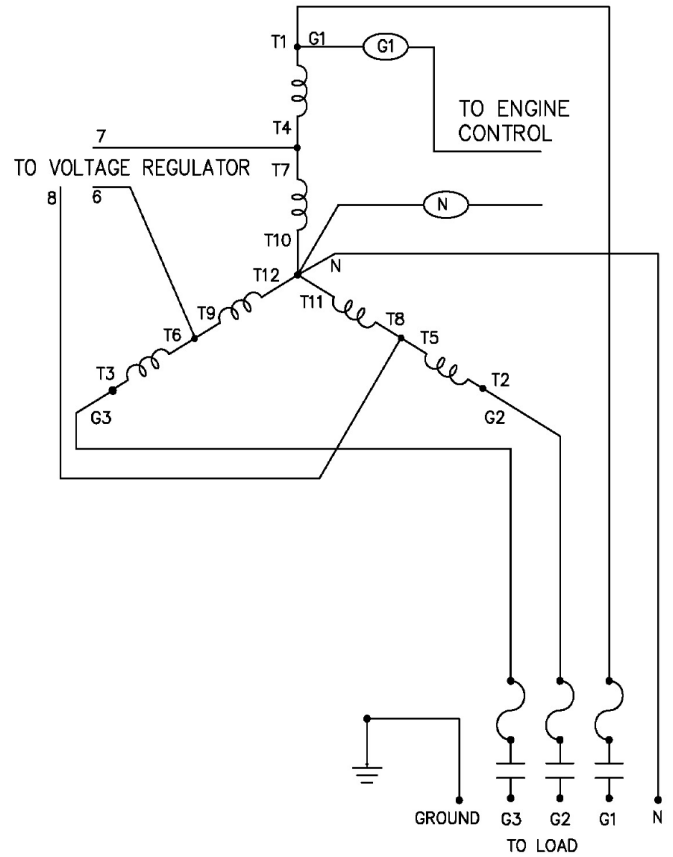 T1
G1
G1
TO ENGINE
CONTROL
T4
7
TO VOLTAGE REGULATOR
T7
8
6
N
T10
T12
N
T11
T9
T8
T6
T5
T3
T2
G3
G2
GROUND
G3
G2
G1
N
TO LOAD